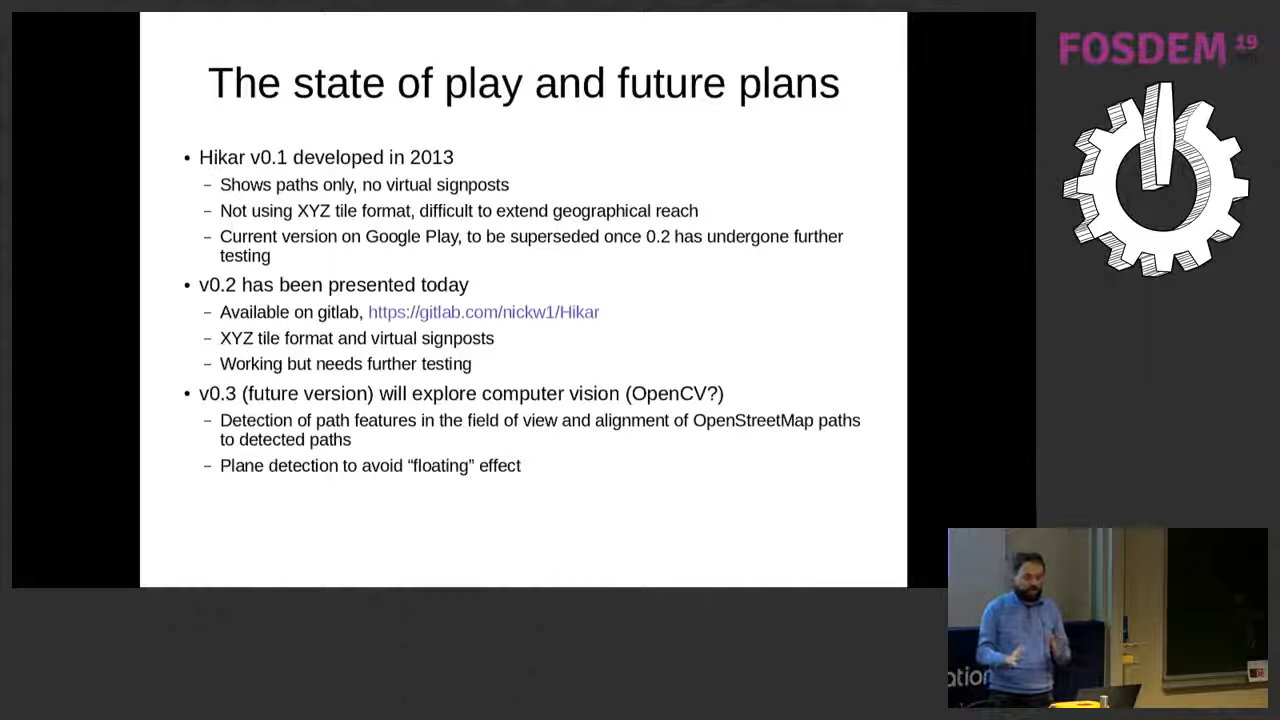 FOSDEM 19
The state of play and future plans
• Hikar v0.1 developed in 2013
– Shows paths only, no virtual signposts
– Not using XYZ tile format, difficult to extend geographical reach
– Current version on Google Play, to be superseded once 0.2 has undergone further
testing
• v0.2 has been presented today
– Available on gitlab, https://gitlab.com/nickw1/Hikar
– XYZ tile format and virtual signposts
– Working but needs further testing
• v0.3 (future version) will explore computer vision (OpenCV?)
– Detection of path features in the field of view and alignment of OpenStreetMap paths
to detected paths
– Plane detection to avoid “floating” effect
ation